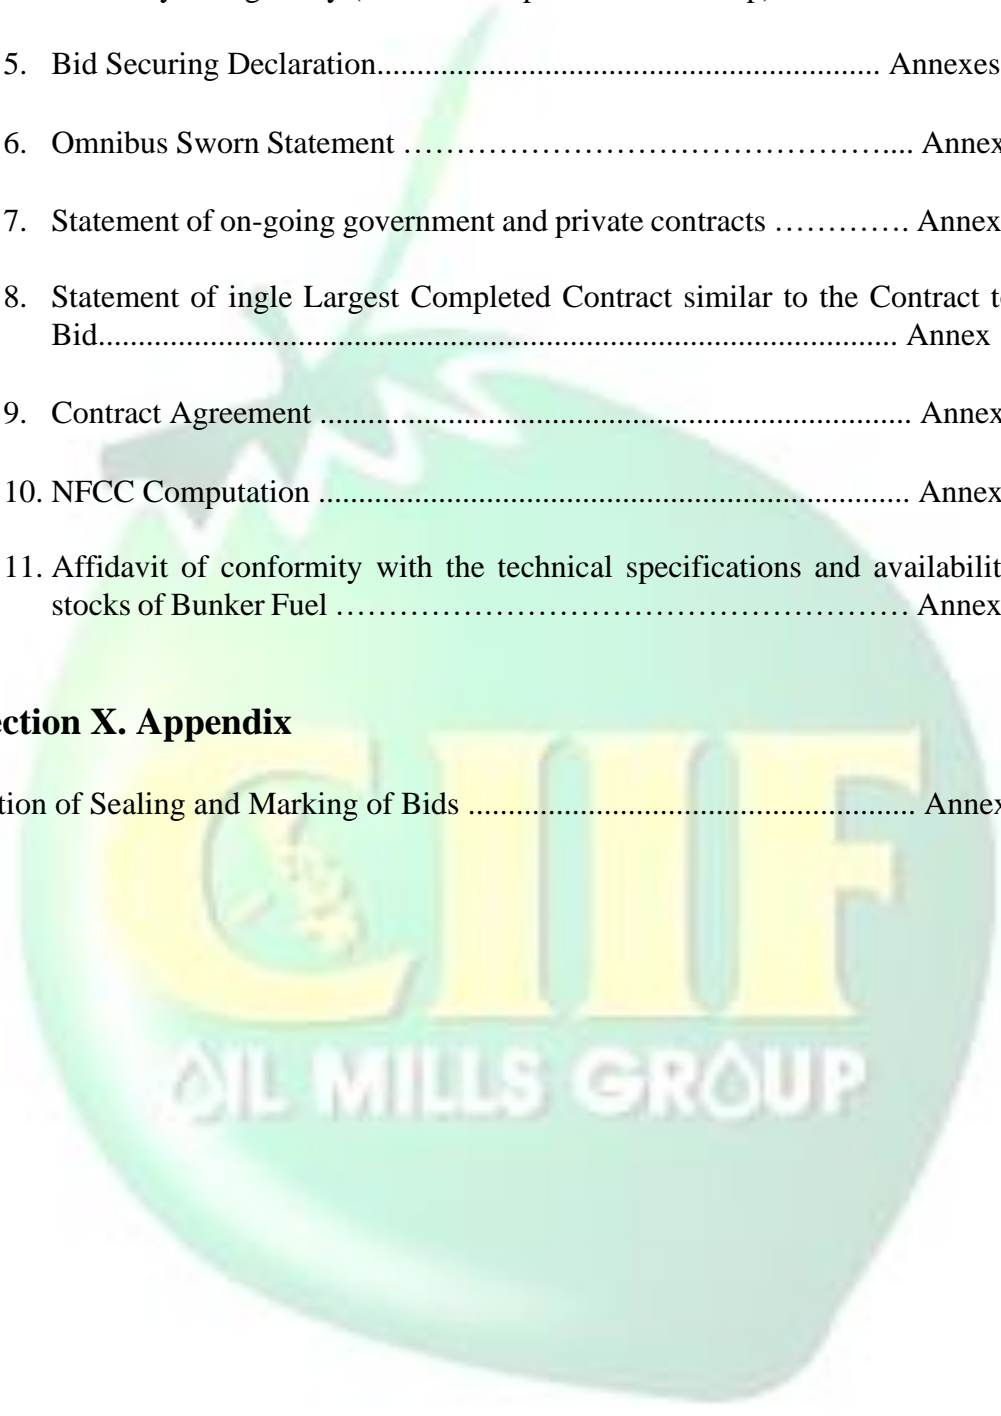 5. Bid Securing Declaration..................................................... Annexes
6. Omnibus Sworn Statement ………………………………………... Annex
7. Statement of on-going government and private contracts …………. Annex
8. Statement of ingle Largest Completed Contract similar to the Contract t
Bid.................................................................................... Annex
9. Contract Agreement .............................................................. Annex
10. NFCC Computation .............................................................. Annex
11. Affidavit of conformity with the technical specifications and availabilit
stocks of Bunker Fuel ……………………………………………… Annex
ection X. Appendix
tion of Sealing and Marking of Bids ............................................... Annex
CIIF
OIL MILLS GROUP